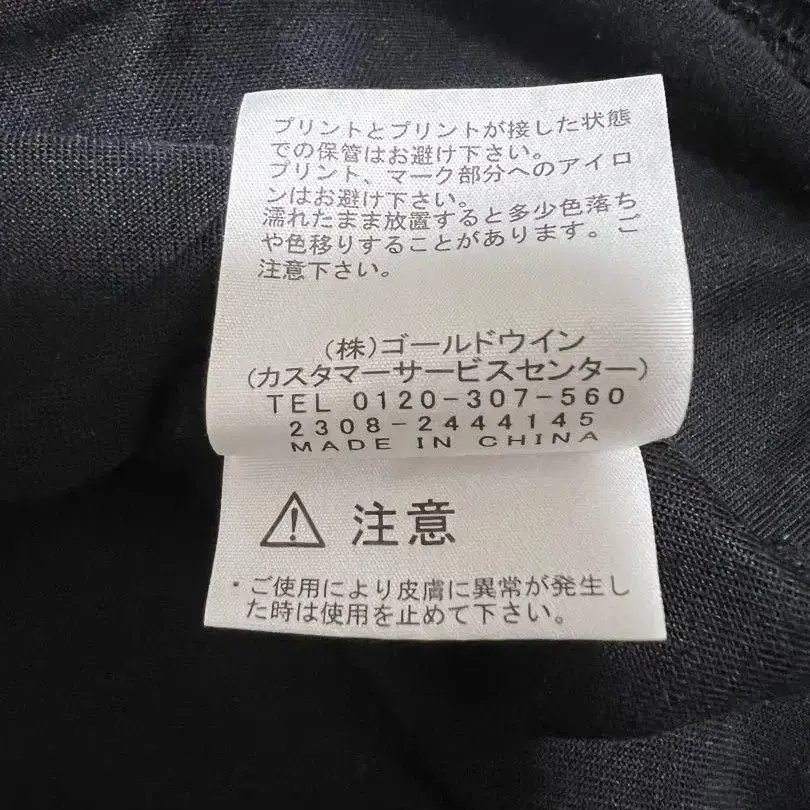 プリントとプリントが接した状態
での保管はお避け下さい。
プリント、マーク部分へのアイロ
ンはお避け下さい。
濡れたまま放置すると多少色落ち
や色移りすることがあります。ご
注意下さい。
(株)ゴールドウイン
(カスタマーサービスセンター)
TEL 0120-307-560
2308-2444145
MADE IN CHINA
注意
・ご使用により皮膚に異常が発生し
た時は使用を止めて下さい。